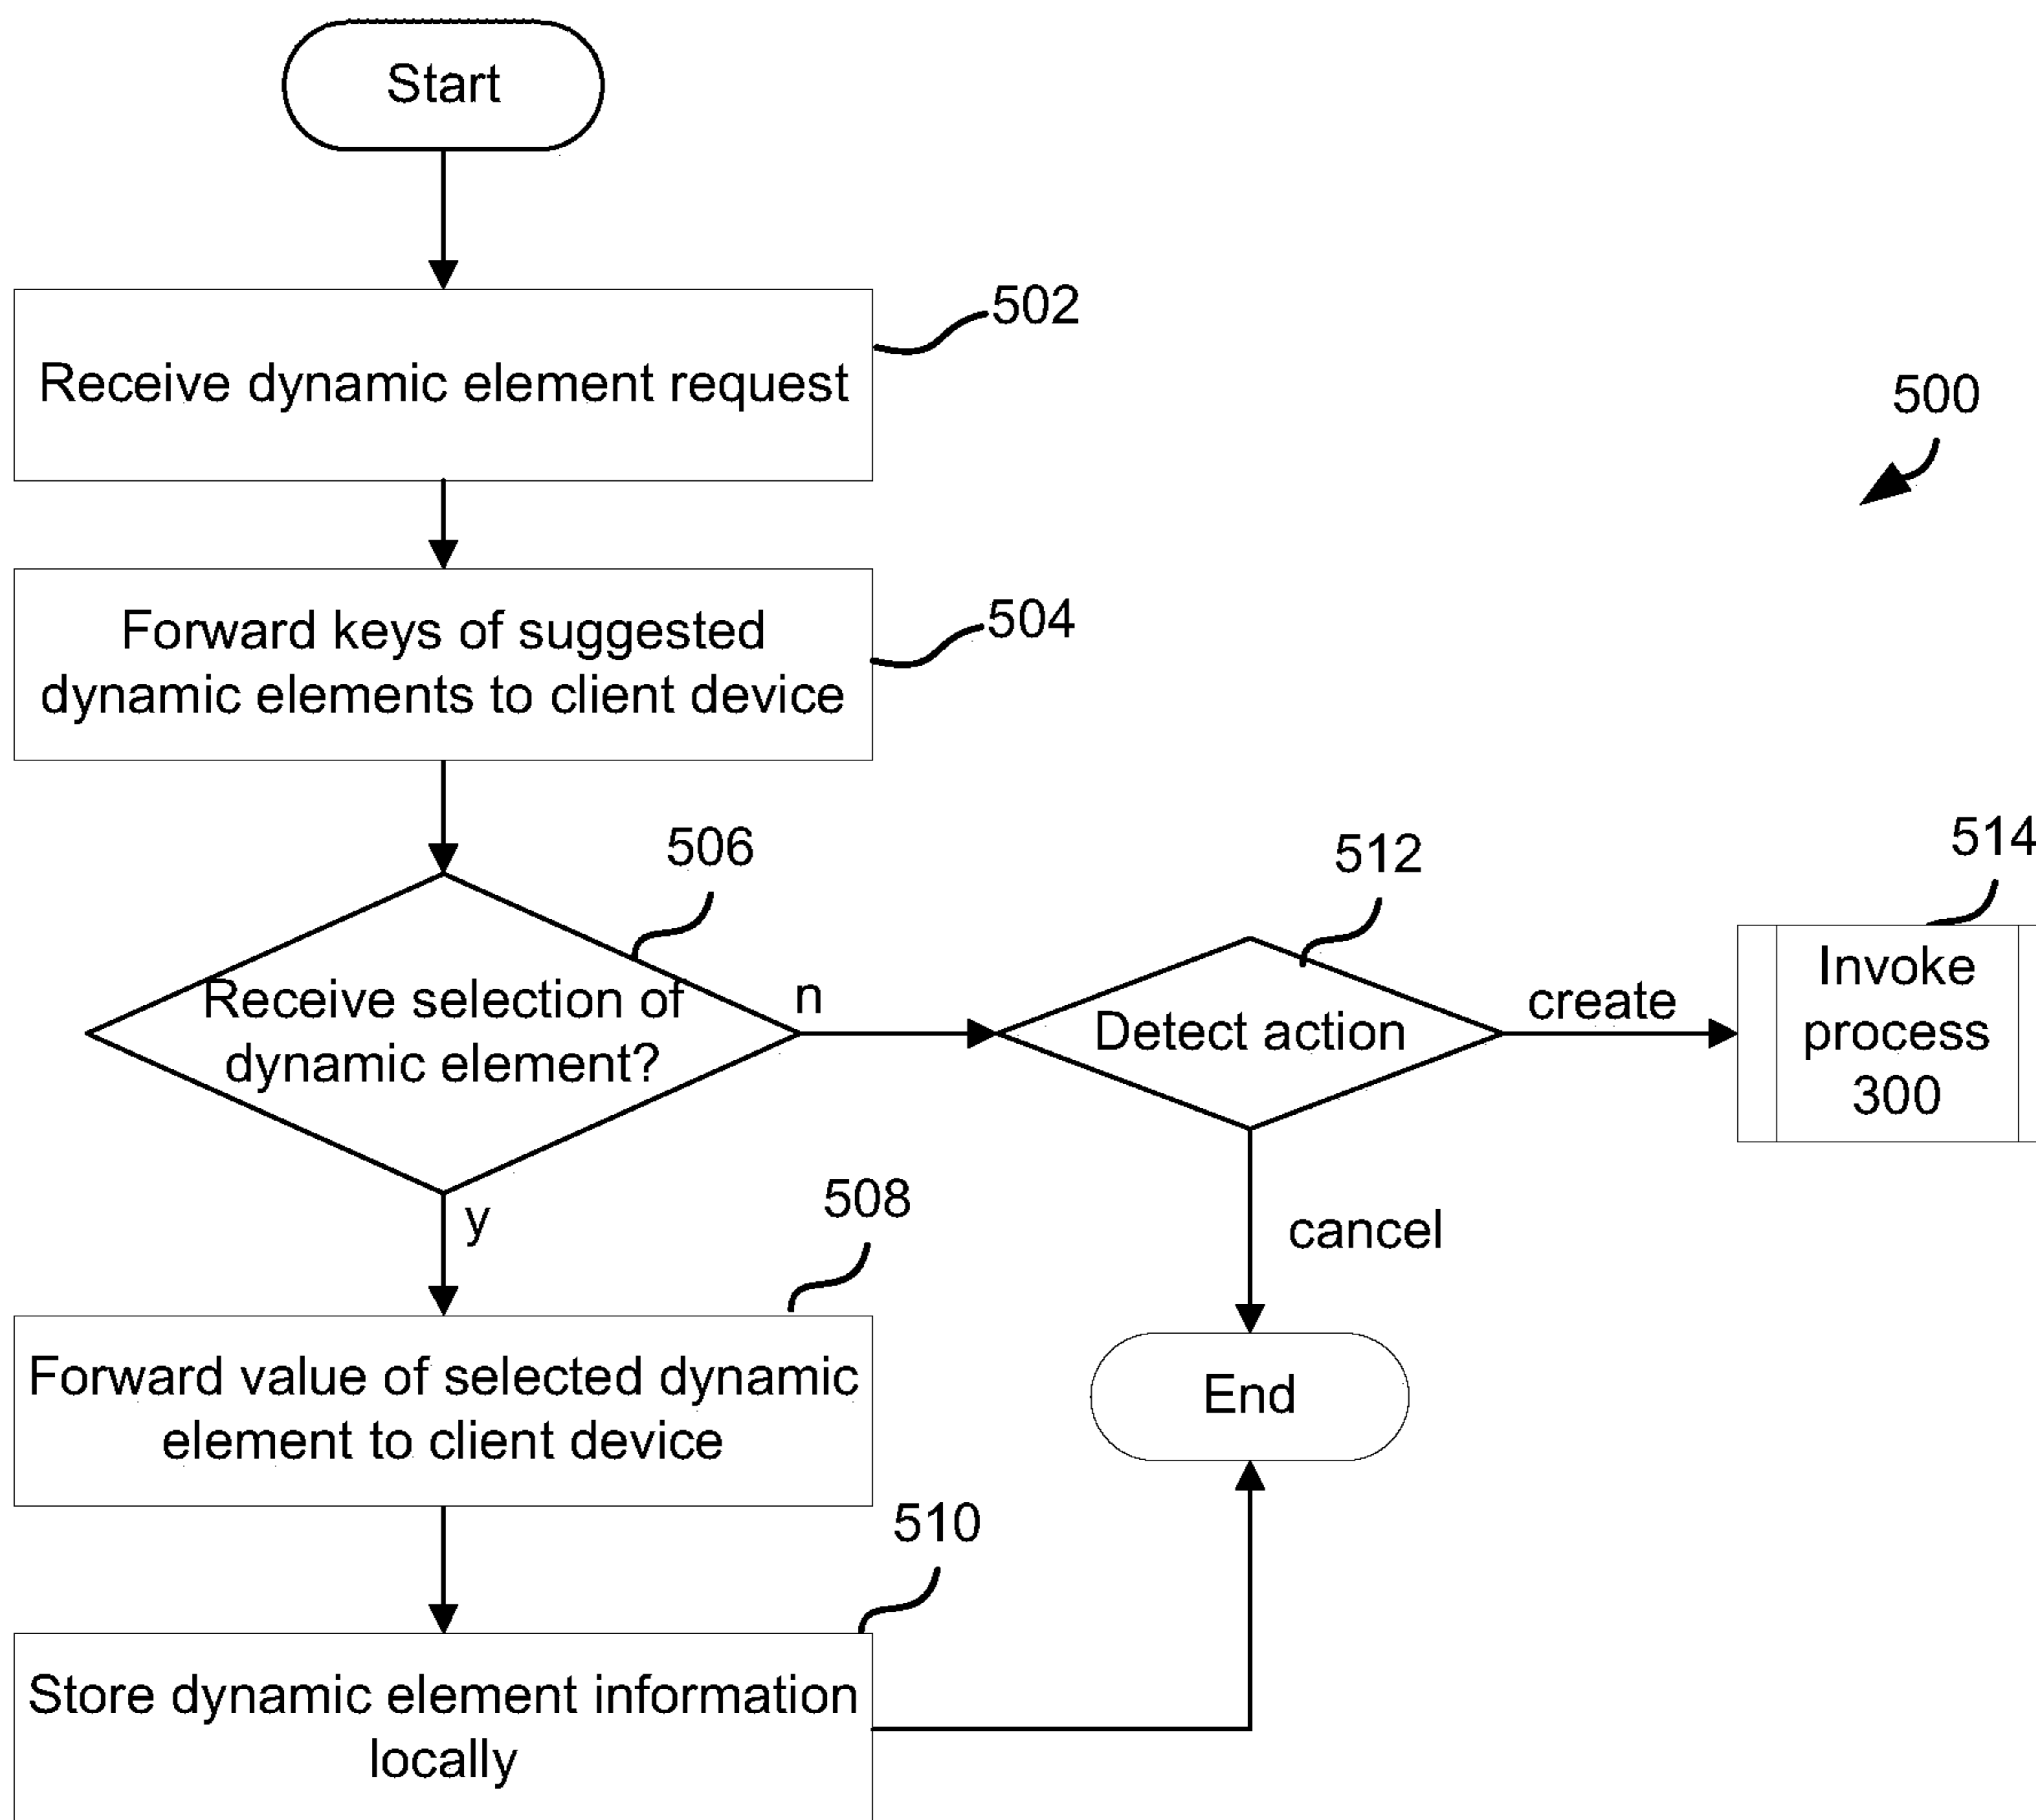 Start
502
Receive dynamic element request
500
504
Forward keys of suggested
dynamic elements to client device
506
512
514
Receive selection of
dynamic element?
n
Detect action
create
Invoke
process
300
y
cancel
508
Forward value of selected dynamic
element to client device
End
510
Store dynamic element information
locally